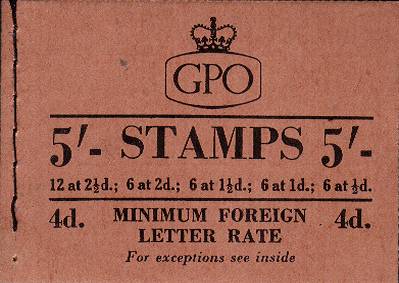 GPO
5/- STAMPS 5/-
12 at 2½d.; 6 at 2d.; 6 at 1½d.; 6 at 1d.; 6 at ½d.
4d. MINIMUM FOREIGN 4d.
LETTER RATE
For exceptions see inside